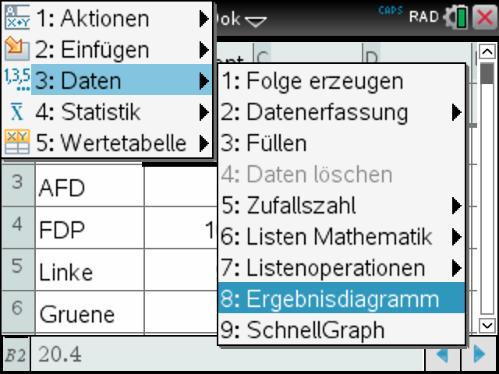 1: Aktionen
2: Einfügen
3: Daten
4: Statistik
5: Wertetabelle
Dok
CAPS RAD
C D
1: Folge erzeugen
2: Datenerfassung
3: Füllen
4: Daten löschen
5: Zufallszahl
6: Listen Mathematik
7: Listenoperationen
8: Ergebnisdiagramm
9: SchnellGraph
3 AFD
4 FDP 1
5 Linke
6 Gruene
B2 20.4